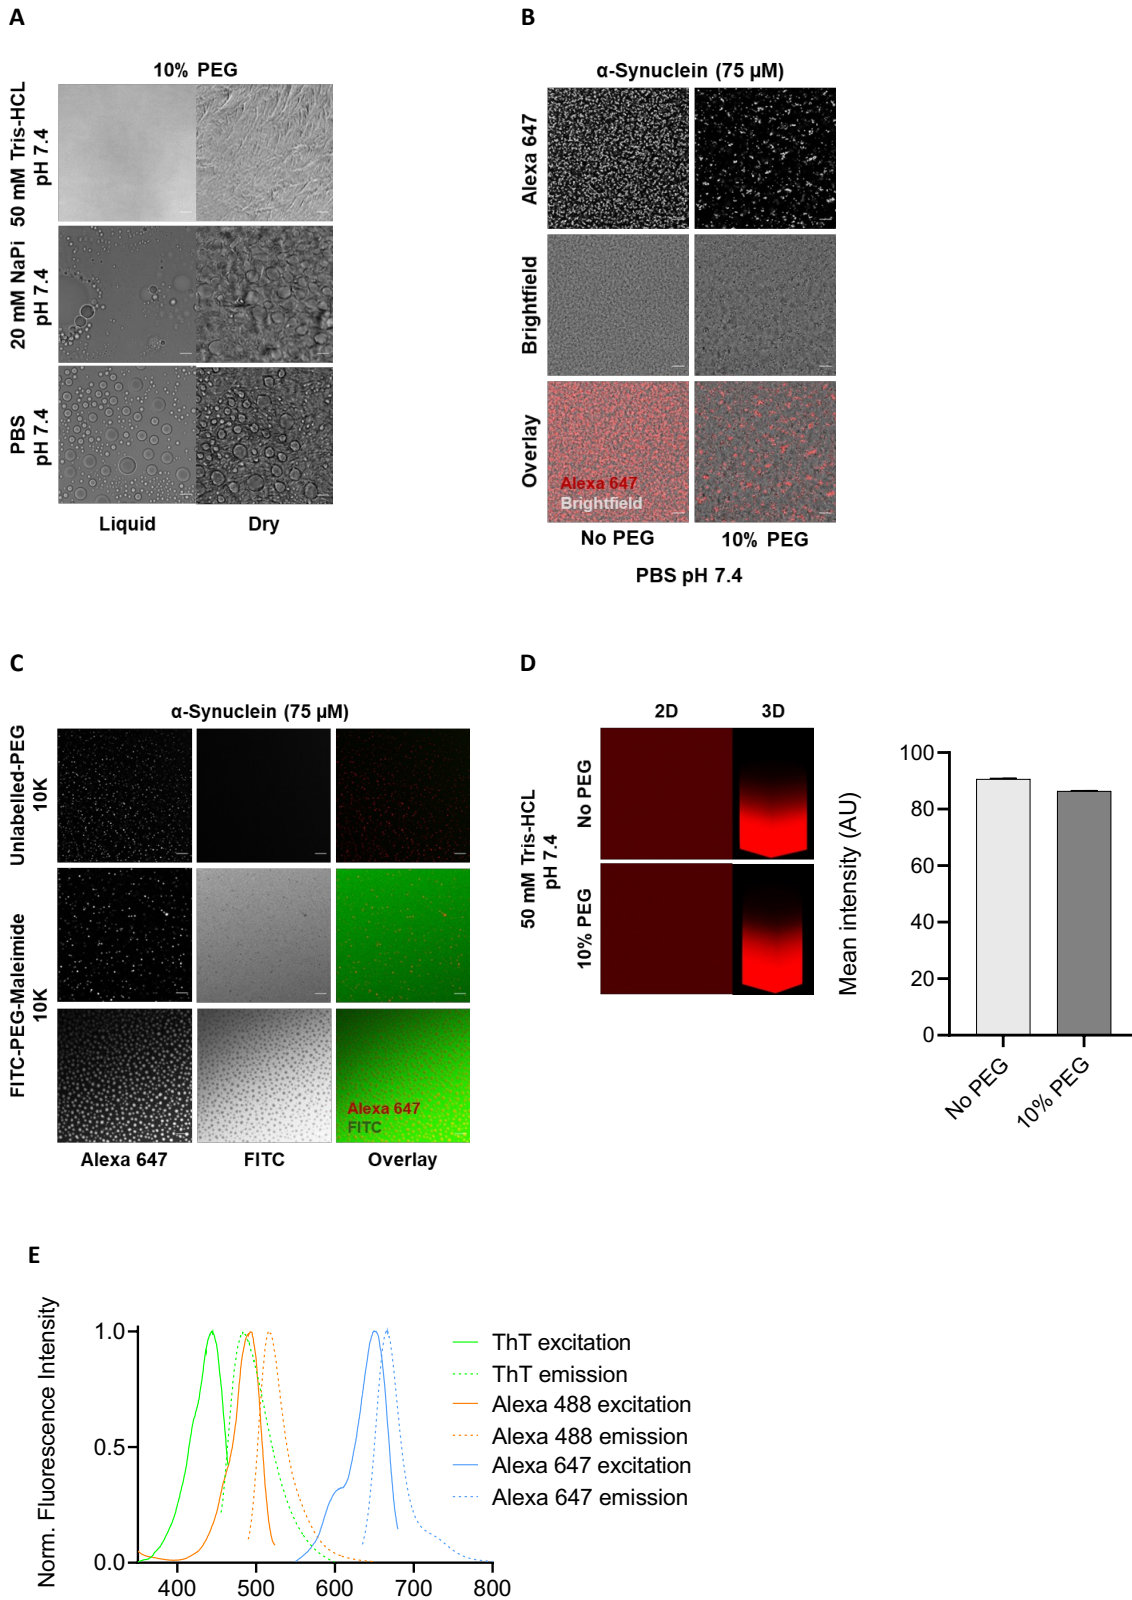 A
10% PEG
50 mM Tris-HCL
pH 7.4
20 mM NaPi
pH 7.4
PBS
pH 7.4
Liquid
Dry
B
α-Synuclein (75 µM)
Alexa 647
Brightfield
Overlay
Alexa 647
Brightfield
No PEG
10% PEG
PBS pH 7.4
C
α-Synuclein (75 µM)
Unlabelled-PEG
10K
FITC-PEG-Maleimide
10K
Alexa 647
FITC
Alexa 647
FITC
Overlay
D
2D
3D
50 mM Tris-HCL
pH 7.4
No PEG
10% PEG
Mean intensity (AU)
100
80
60
40
20
0
No PEG
10% PEG
E
Norm. Fluorescence Intensity
1.0
0.5
0.0
400
500
600
700
800
ThT excitation
ThT emission
Alexa 488 excitation
Alexa 488 emission
Alexa 647 excitation
Alexa 647 emission